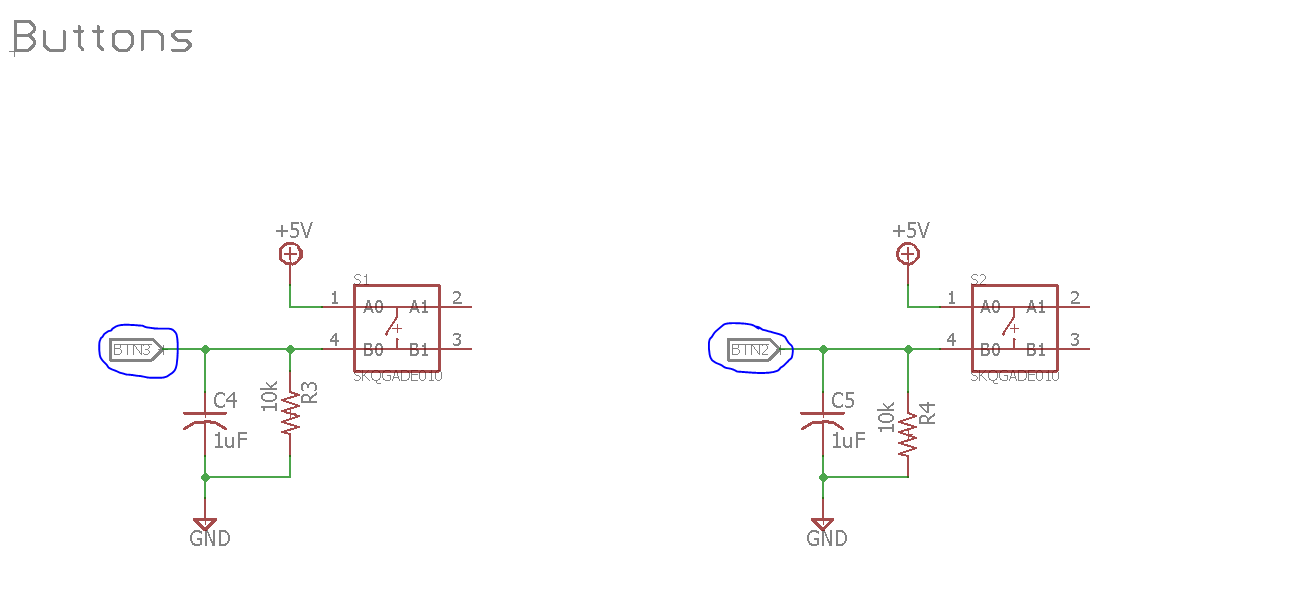 Buttons
+5V
+5V
S1
S2
1 A0 A1 2
1 A0 A1 2
BTN3
4 B0 B1 3
BTN2
4 B0 B1 3
SKQGADE010
SKQGADE010
C4
10k
R3
C5
10k
R4
1uF
1uF
GND
GND